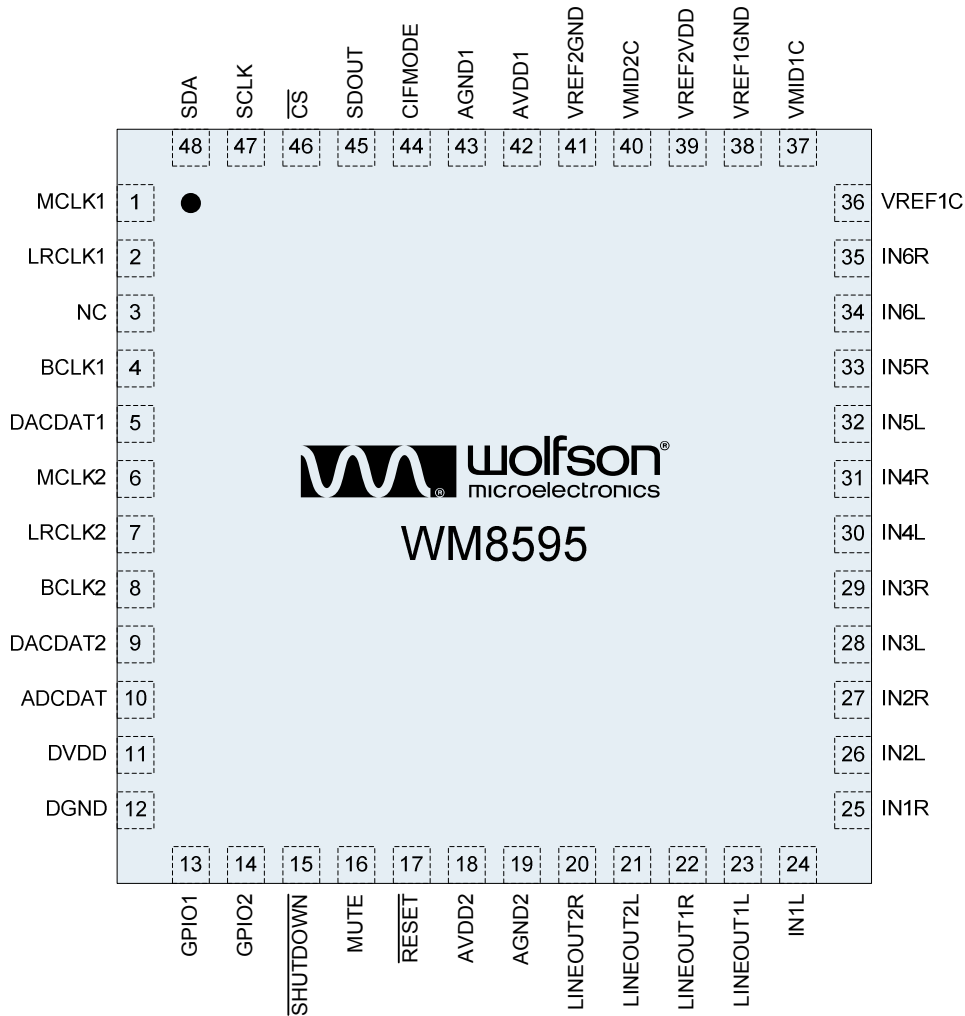 SDA
SCLK
CS
SDOUT
CIFMODE
AGND1
AVDD1
VREF2GND
VMID2C
VREF2VDD
VREF1GND
VMID1C
48 47 46 45 44 43 42 41 40 39 38 37
MCLK1 1
LRCLK1 2
NC 3
BCLK1 4
DACDAT1 5
MCLK2 6
LRCLK2 7
BCLK2 8
DACDAT2 9
ADCDAT 10
DVDD 11
DGND 12
wolfson®
microelectronics
®
WM8595
36 VREF1C
35 IN6R
34 IN6L
33 IN5R
32 IN5L
31 IN4R
30 IN4L
29 IN3R
28 IN3L
27 IN2R
26 IN2L
25 IN1R
13 14 15 16 17 18 19 20 21 22 23 24
GPIO1
GPIO2
SHUTDOWN
MUTE
RESET
AVDD2
AGND2
LINEOUT2R
LINEOUT2L
LINEOUT1R
LINEOUT1L
IN1L